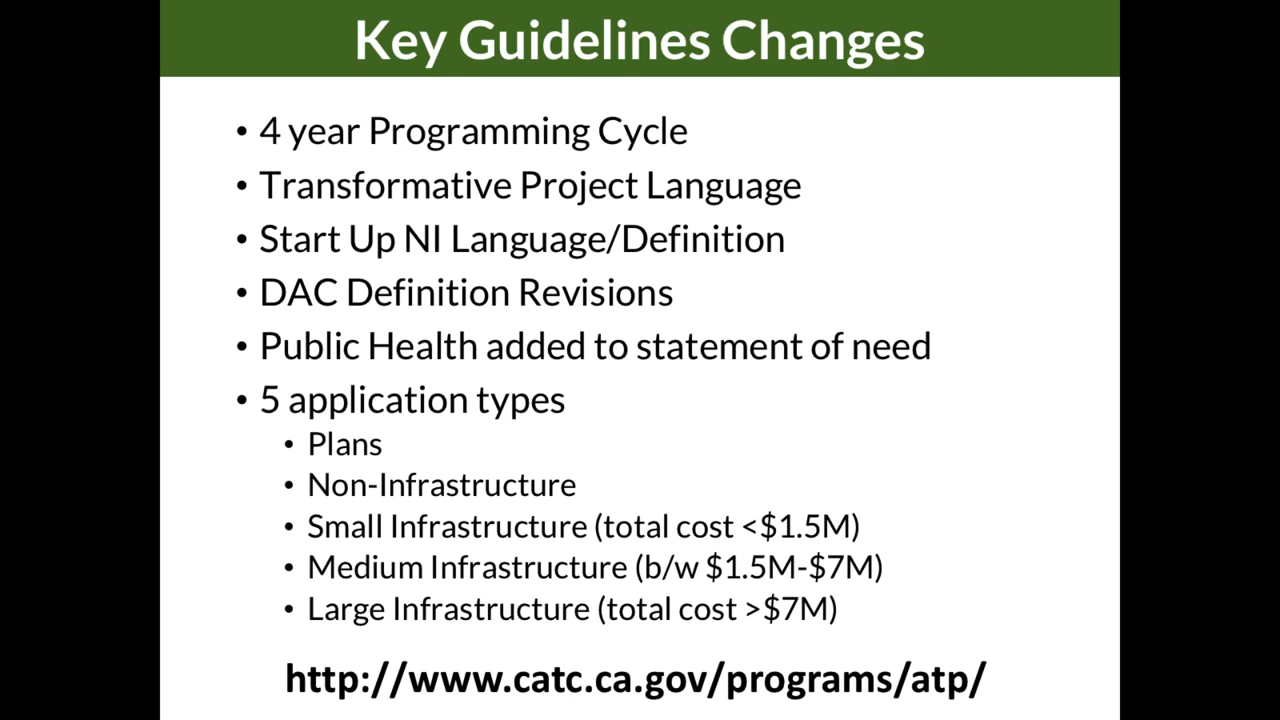 Key Guidelines Changes
• 4 year Programming Cycle
• Transformative Project Language
• Start Up NI Language/Definition
• DAC Definition Revisions
• Public Health added to statement of need
• 5 application types
• Plans
• Non-Infrastructure
• Small Infrastructure (total cost <$1.5M)
• Medium Infrastructure (b/w $1.5M-$7M)
• Large Infrastructure (total cost >$7M)
http://www.catc.ca.gov/programs/atp/